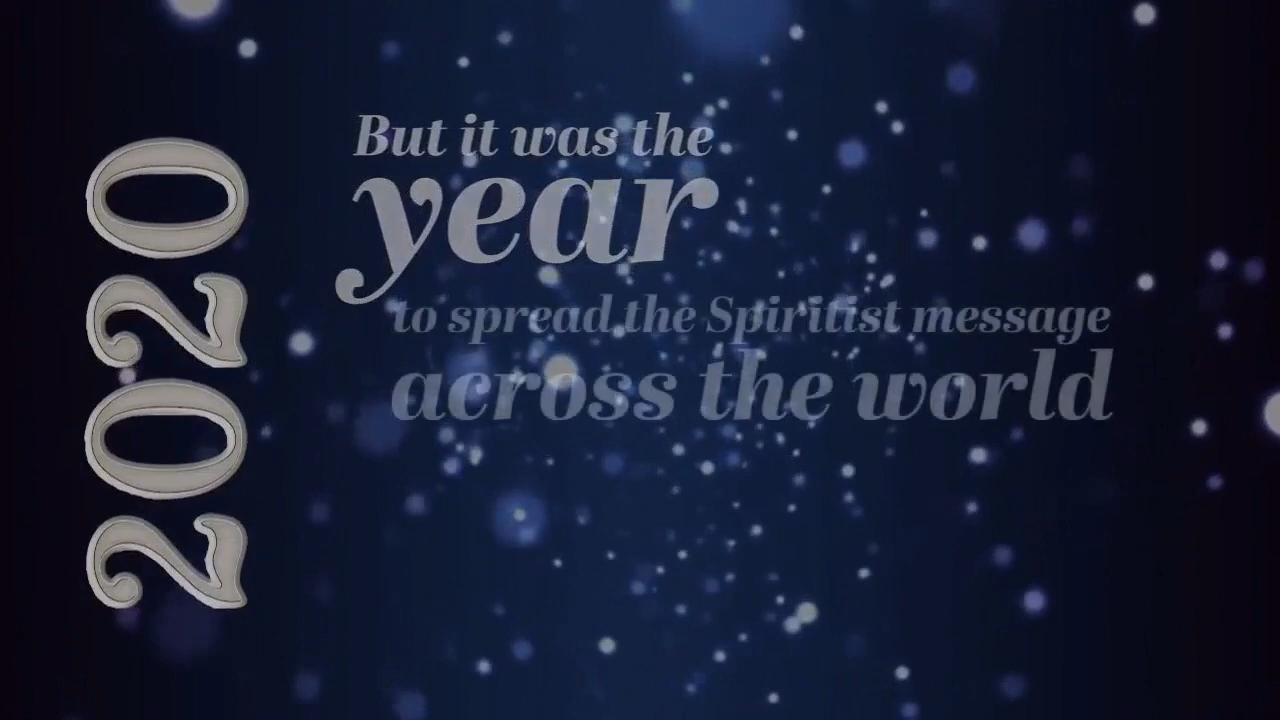 2020
But it was the
year
to spread the Spiritist message
across the world